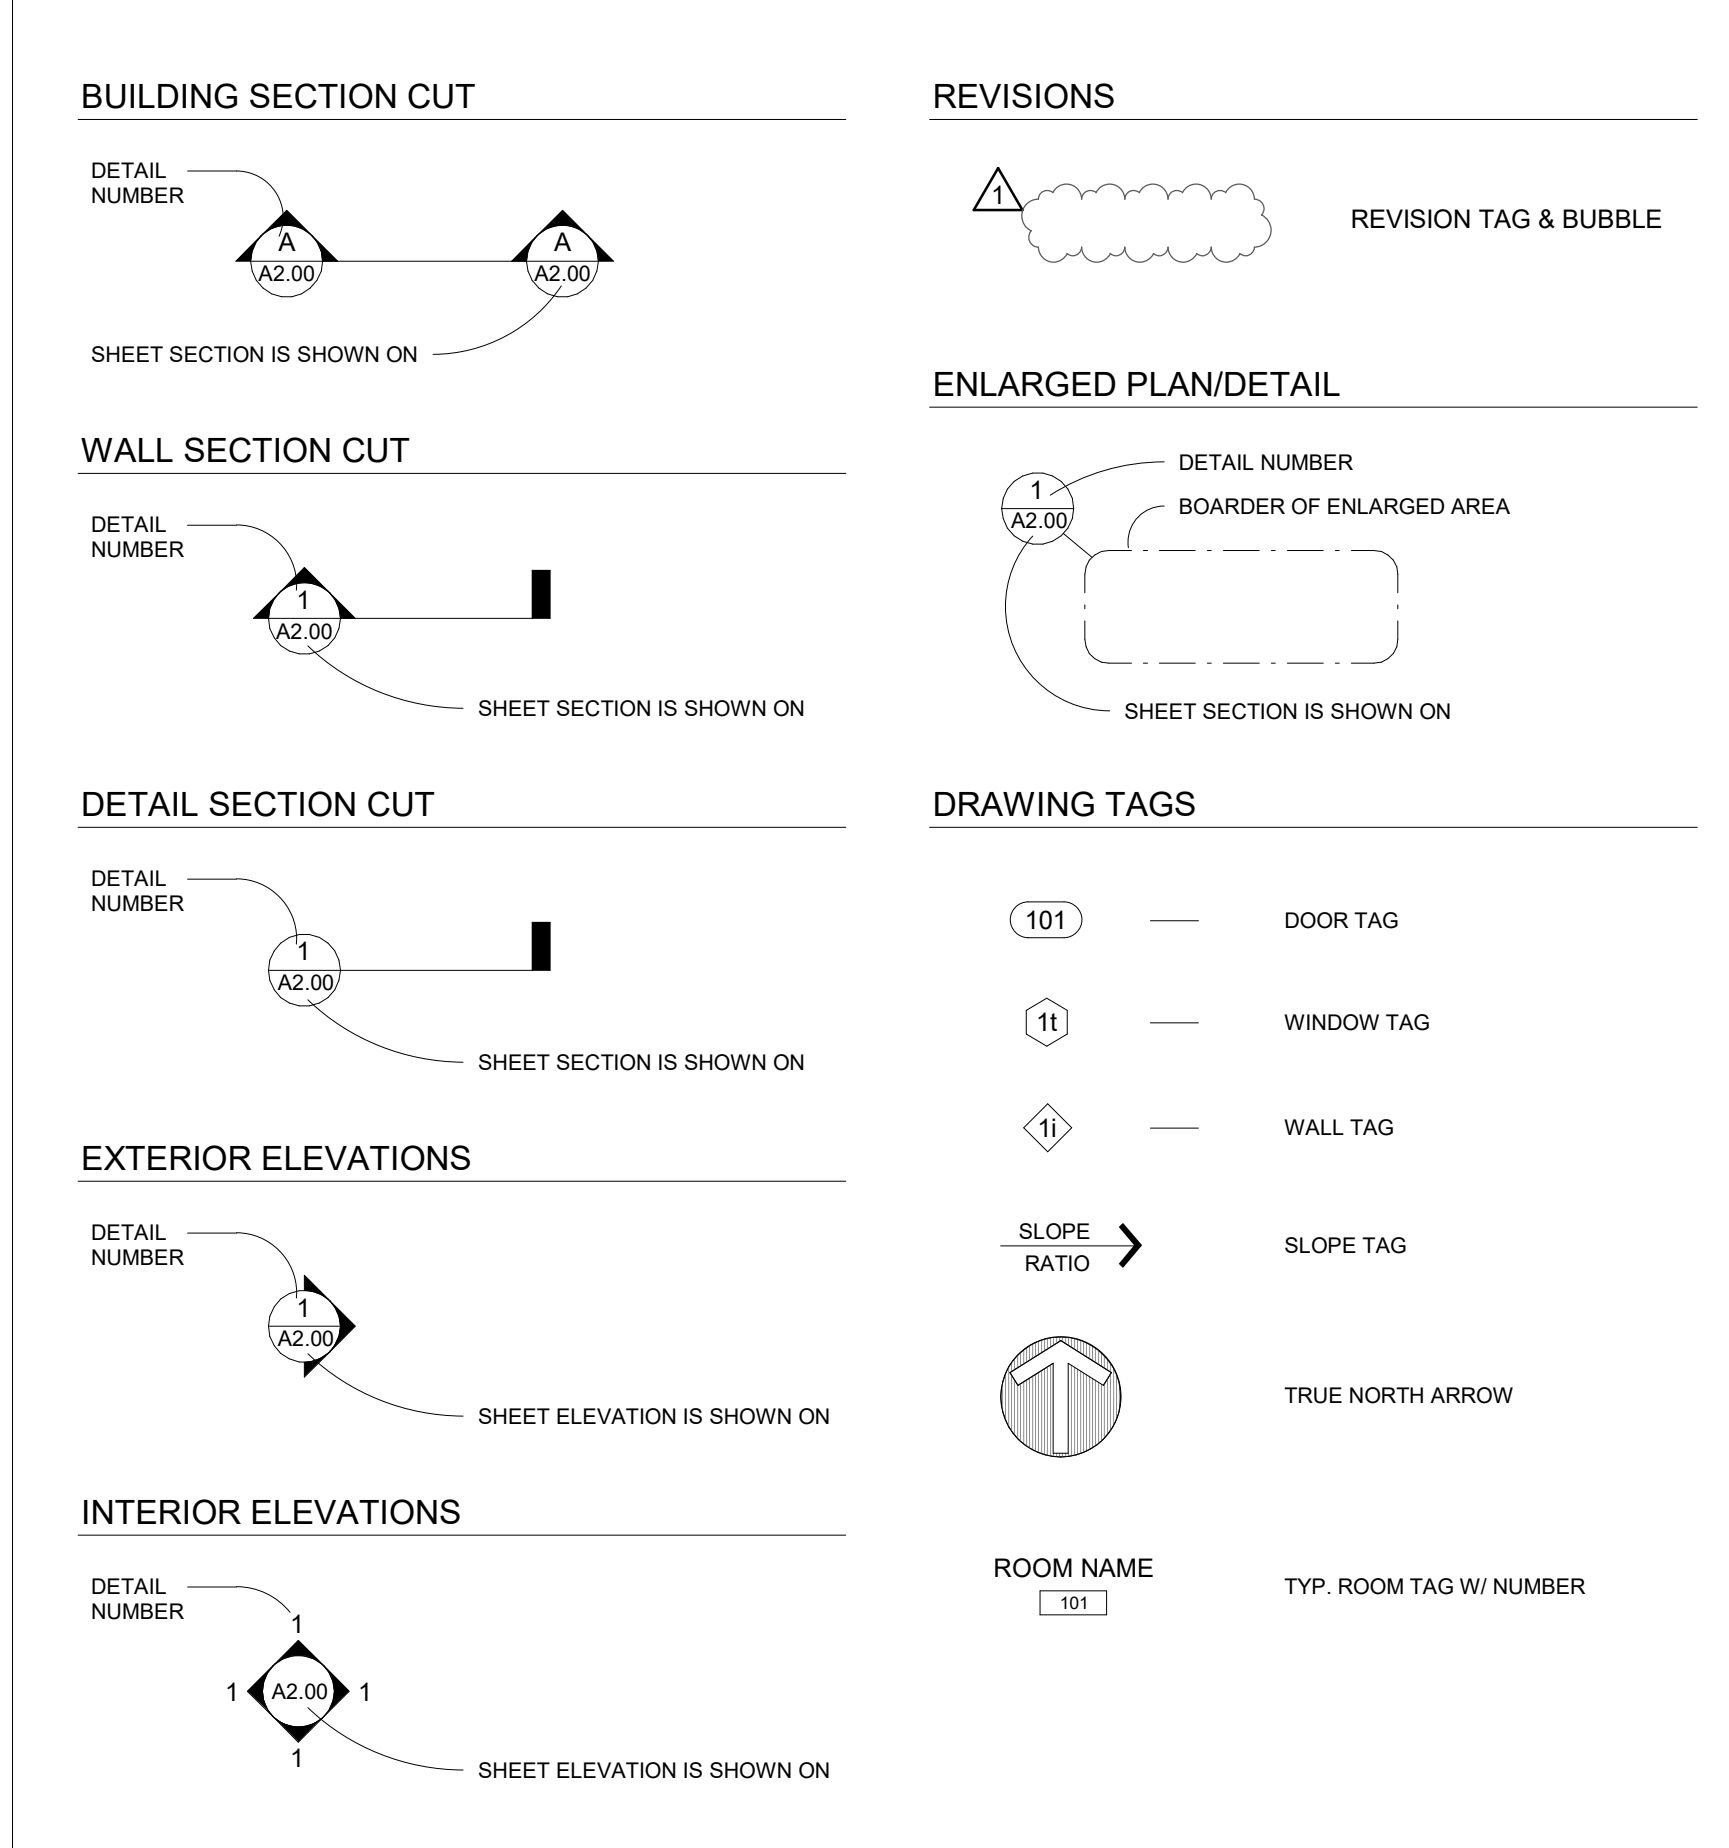 BUILDING SECTION CUT
DETAIL
NUMBER
A
A2.00
A
A2.00
SHEET SECTION IS SHOWN ON
WALL SECTION CUT
DETAIL
NUMBER
1
A2.00
SHEET SECTION IS SHOWN ON
DETAIL SECTION CUT
DETAIL
NUMBER
1
A2.00
SHEET SECTION IS SHOWN ON
EXTERIOR ELEVATIONS
DETAIL
NUMBER
1
A2.00
SHEET ELEVATION IS SHOWN ON
INTERIOR ELEVATIONS
DETAIL
NUMBER
1
1 A2.00 1
1
SHEET ELEVATION IS SHOWN ON
REVISIONS
1
REVISION TAG & BUBBLE
ENLARGED PLAN/DETAIL
1
A2.00
DETAIL NUMBER
BOARDER OF ENLARGED AREA
SHEET SECTION IS SHOWN ON
DRAWING TAGS
101 DOOR TAG
1t WINDOW TAG
1i WALL TAG
SLOPE
RATIO
SLOPE TAG
TRUE NORTH ARROW
ROOM NAME
101
TYP. ROOM TAG W/ NUMBER